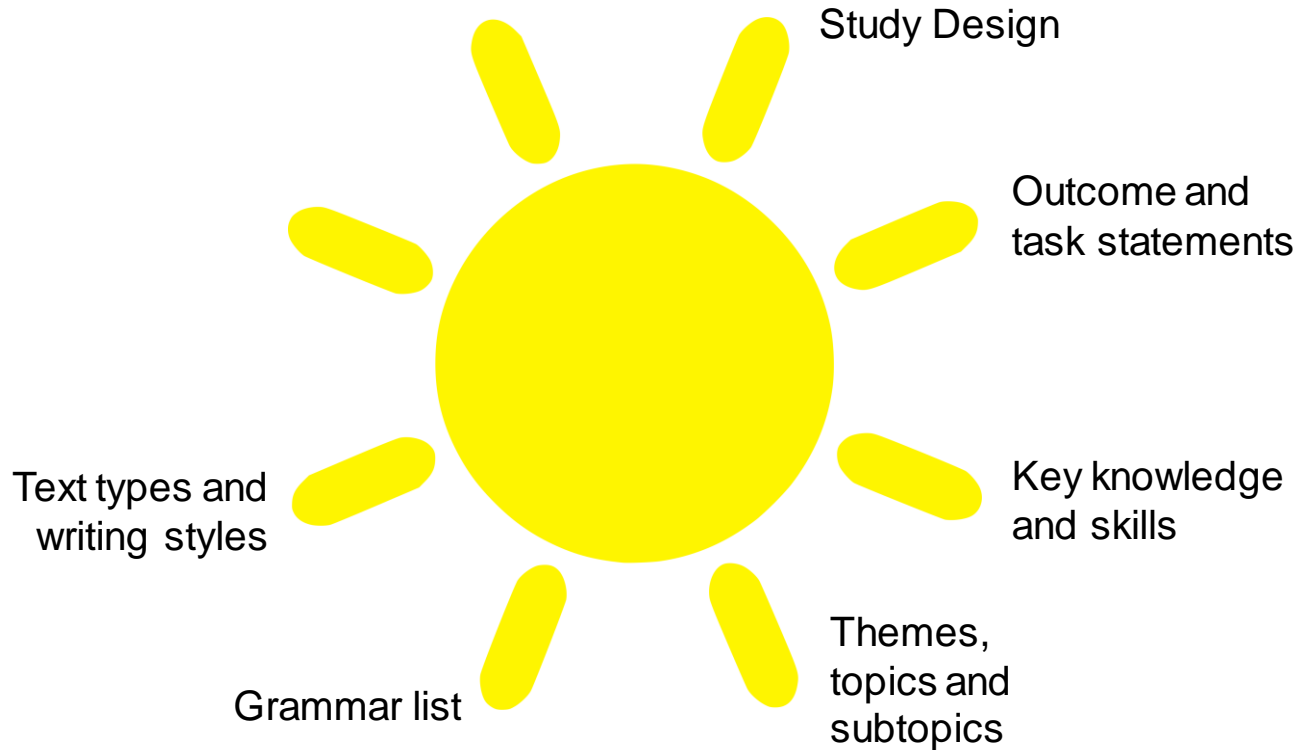 Study Design
Outcome and
task statements
Key knowledge
and skills
Themes,
topics and
subtopics
Grammar list
Text types and
writing styles